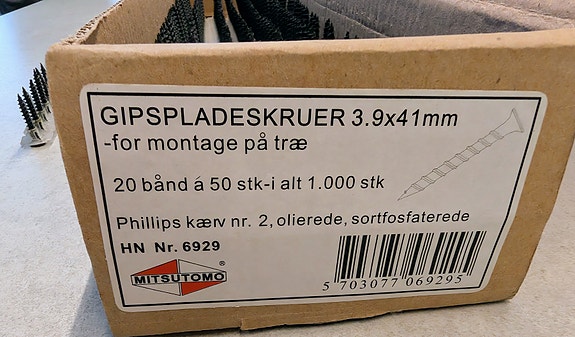 GIPSPLADESKRUER 3.9x41mm
-for montage på træ
20 bånd á 50 stk-i alt 1.000 stk
Phillips kærv nr. 2, olierede, sortfosfaterede
HN Nr. 6929
MITSUTOMO ®
5 703077 069295